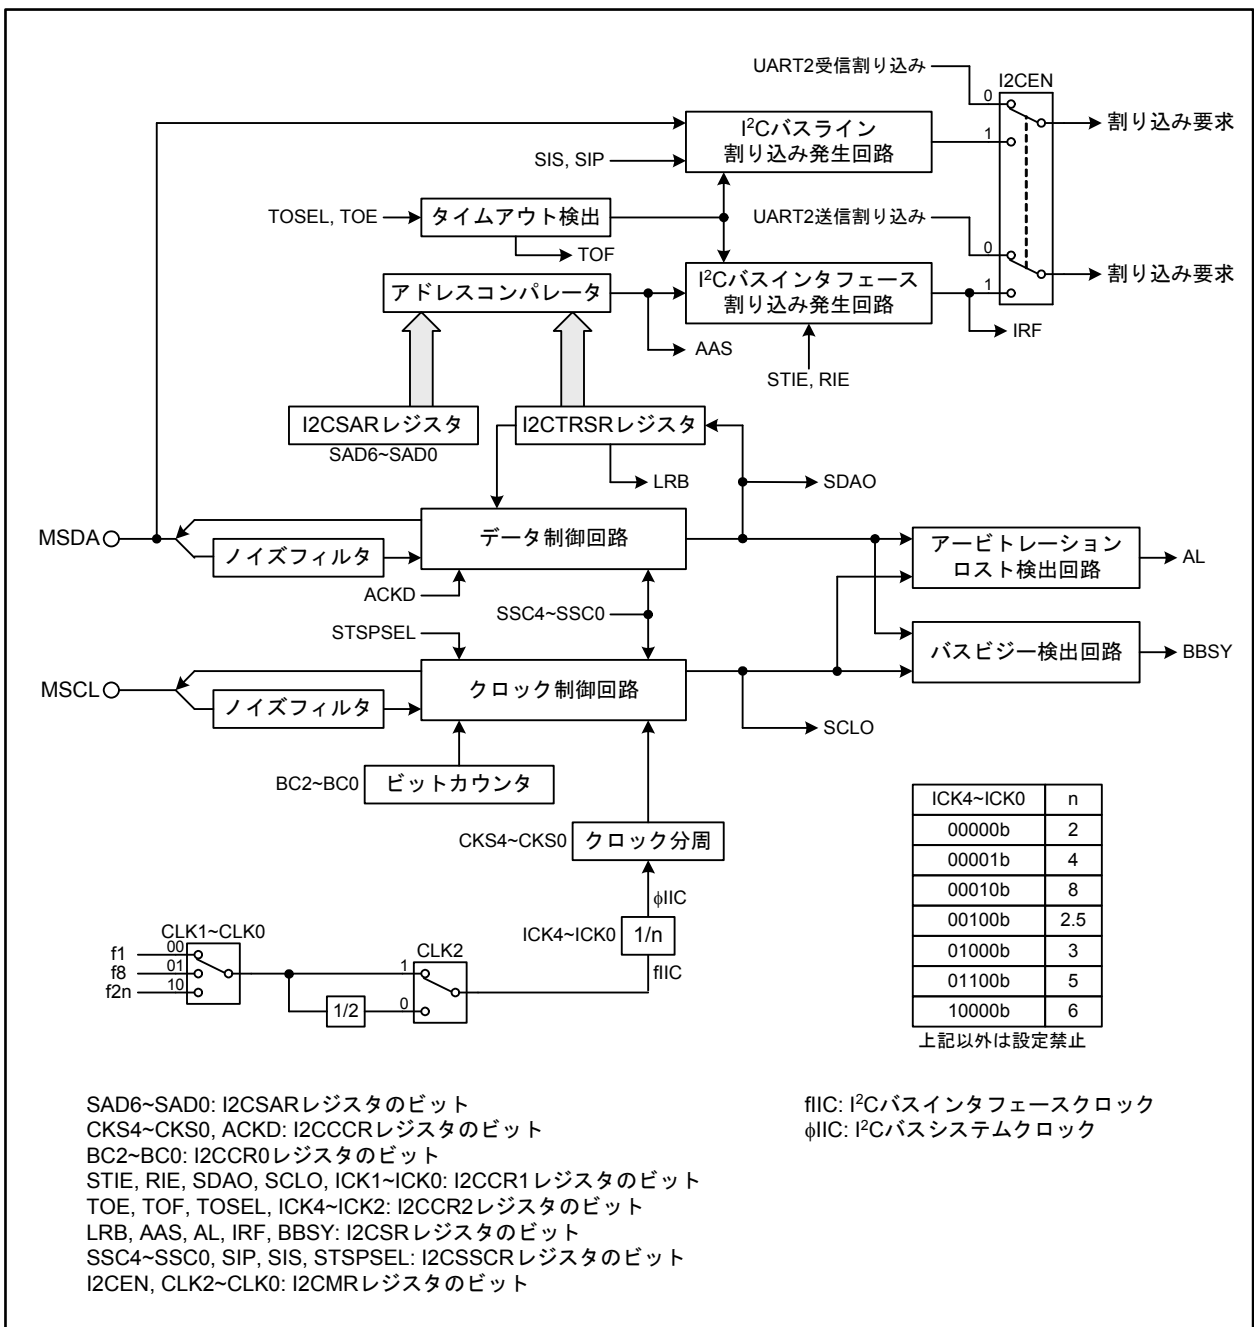 UART2受信割り込み
I2CEN
0
割り込み要求
I²Cバスライン
割り込み発生回路
1
SIS, SIP
TOSEL, TOE
タイムアウト検出
UART2送信割り込み
TOF
0
割り込み要求
アドレスコンパレータ
I²Cバスインタフェース
割り込み発生回路
1
IRF
AAS
STIE, RIE
I2CSARレジスタ
I2CTRSRレジスタ
SAD6~SAD0
LRB
SDAO
MSDA
ノイズフィルタ
データ制御回路
アービトレーション
ロスト検出回路
AL
ACKD
SSC4~SSC0
STSPSEL
バスビジー検出回路
BBSY
MSCL
ノイズフィルタ
クロック制御回路
SCLO
BC2~BC0
ビットカウンタ
CKS4~CKS0
クロック分周
φIIC
ICK4~ICK0
1/n
fIIC
CLK1~CLK0
f1
00
f8
01
f2n
10
CLK2
1
1/2
0
ICK4~ICK0 n
00000b 2
00001b 4
00010b 8
00100b 2.5
01000b 3
01100b 5
10000b 6
上記以外は設定禁止
SAD6~SAD0: I2CSARレジスタのビット
CKS4~CKS0, ACKD: I2CCCRレジスタのビット
BC2~BC0: I2CCR0レジスタのビット
STIE, RIE, SDAO, SCLO, ICK1~ICK0: I2CCR1レジスタのビット
TOE, TOF, TOSEL, ICK4~ICK2: I2CCR2レジスタのビット
LRB, AAS, AL, IRF, BBSY: I2CSRレジスタのビット
SSC4~SSC0, SIP, SIS, STSPSEL: I2CSSCRレジスタのビット
I2CEN, CLK2~CLK0: I2CMRレジスタのビット
fIIC: I²Cバスインタフェースクロック
φIIC: I²Cバスシステムクロック